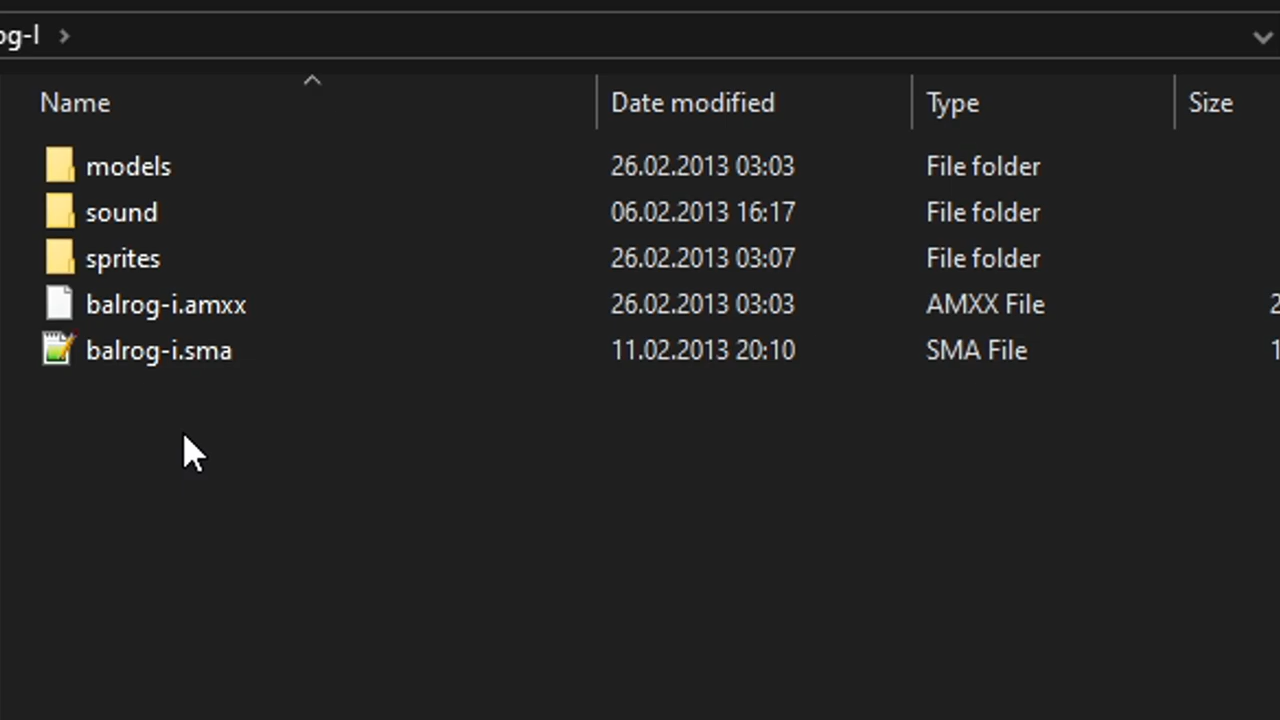 og-I
Name Date modified Type Size
models 26.02.2013 03:03 File folder
sound 06.02.2013 16:17 File folder
sprites 26.02.2013 03:07 File folder
balrog-i.amxx 26.02.2013 03:03 AMXX File 2
balrog-i.sma 11.02.2013 20:10 SMA File 1